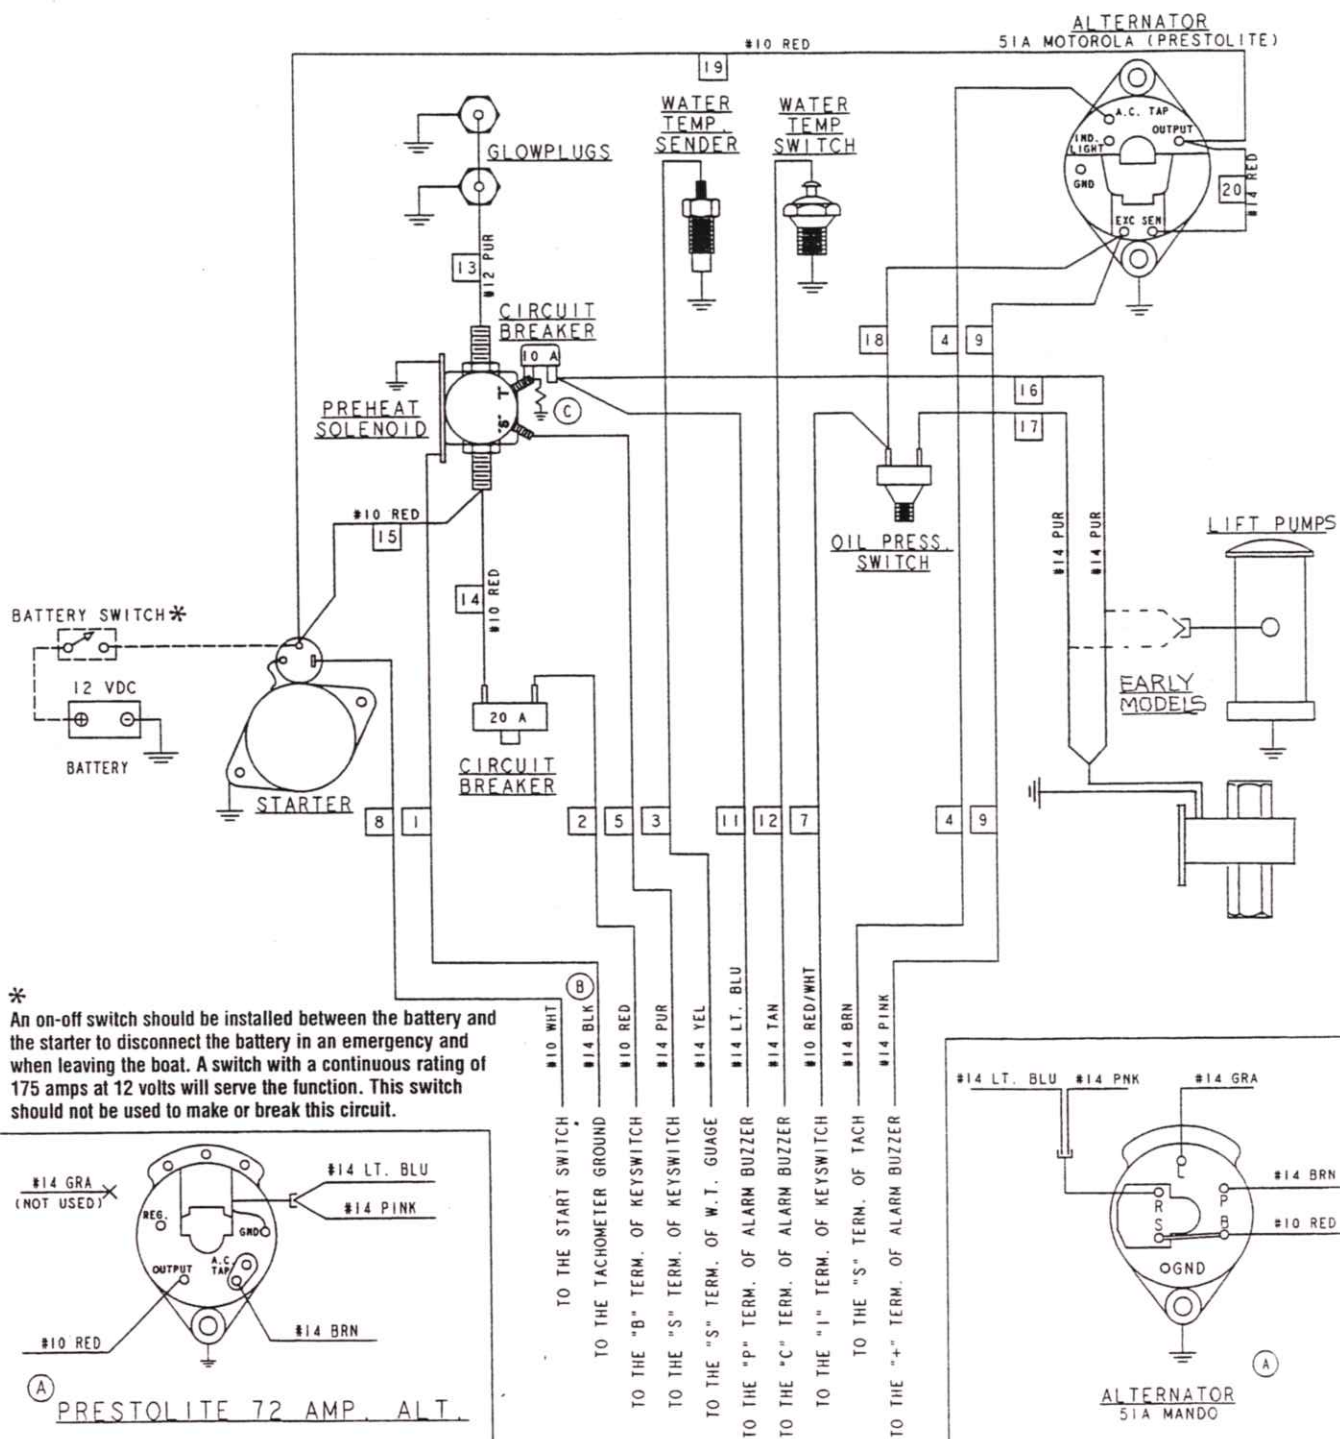 ALTERNATOR
51A MOTOROLA (PRESTOLITE)
#10 RED
19
WATER
TEMP.
SENDER
WATER
TEMP
SWITCH
A.C. TAP
IND.
LIGHT
OUTPUT
GND
EXC SEN
20
#14 RED
GLOWPLUGS
13
#12 PUR
CIRCUIT
BREAKER
10 A
"I"
"S"
C
PREHEAT
SOLENOID
18
4
9
16
17
#10 RED
15
14
#10 RED
OIL PRESS.
SWITCH
#14 PUR
#14 PUR
LIFT PUMPS
BATTERY SWITCH*
12 VDC
BATTERY
STARTER
20 A
CIRCUIT
BREAKER
EARLY
MODELS
8
1
2
5
3
11
12
7
4
9
B
#10 WHT
#14 BLK
#10 RED
#14 PUR
#14 YEL
#14 LT. BLU
#14 TAN
#10 RED/WHT
#14 BRN
#14 PINK
TO THE START SWITCH
TO THE TACHOMETER GROUND
TO THE "B" TERM. OF KEYSWITCH
TO THE "S" TERM. OF KEYSWITCH
TO THE "S" TERM. OF W.T. GUAGE
TO THE "P" TERM. OF ALARM BUZZER
TO THE "C" TERM. OF ALARM BUZZER
TO THE "I" TERM. OF KEYSWITCH
TO THE "S" TERM. OF TACH
TO THE "+" TERM. OF ALARM BUZZER
*
An on-off switch should be installed between the battery and
the starter to disconnect the battery in an emergency and
when leaving the boat. A switch with a continuous rating of
175 amps at 12 volts will serve the function. This switch
should not be used to make or break this circuit.
#14 GRA
(NOT USED)
#14 LT. BLU
#14 PINK
REG.
GND
OUTPUT
A.C.
TAP
#10 RED
#14 BRN
A
PRESTOLITE 72 AMP. ALT.
#14 LT. BLU
#14 PNK
#14 GRA
L
R
P
S
B
#14 BRN
#10 RED
GND
A
ALTERNATOR
51A MANDO